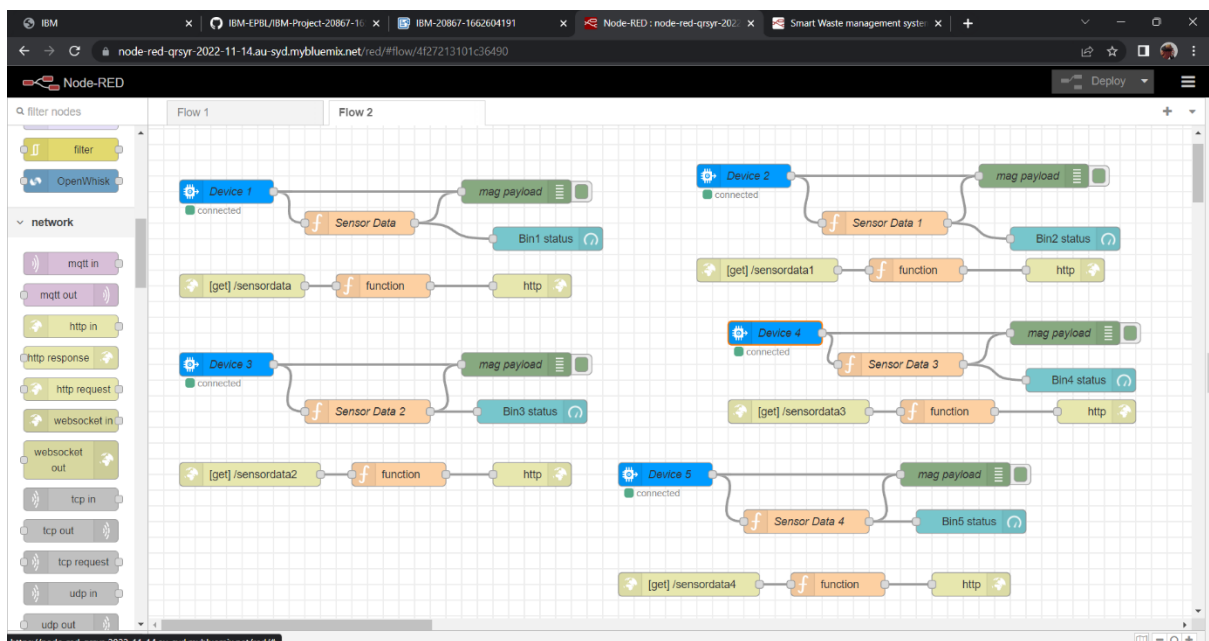 IBM
IBM-EPBL/IBM-Project-20867-16
IBM-20867-1662604191
Node-RED : node-red-qrsyr-202
Smart Waste management system
node-red-qrsyr-2022-11-14.au-syd.mybluemix.net/red/#flow/4f27213101c36490
Node-RED
Deploy
filter nodes
Flow 1
Flow 2
filter
OpenWhisk
network
mqtt in
mqtt out
http in
http response
http request
websocket in
websocket
out
tcp in
tcp out
tcp request
udp in
udp out
Device 1
connected
mag payload
Sensor Data
Bin1 status
[get] /sensordata
function
http
Device 2
connected
mag payload
Sensor Data 1
Bin2 status
[get] /sensordata1
function
http
Device 3
connected
mag payload
Sensor Data 2
Bin3 status
[get] /sensordata2
function
http
Device 4
connected
mag payload
Sensor Data 3
Bin4 status
[get] /sensordata3
function
http
Device 5
connected
mag payload
Sensor Data 4
Bin5 status
[get] /sensordata4
function
http